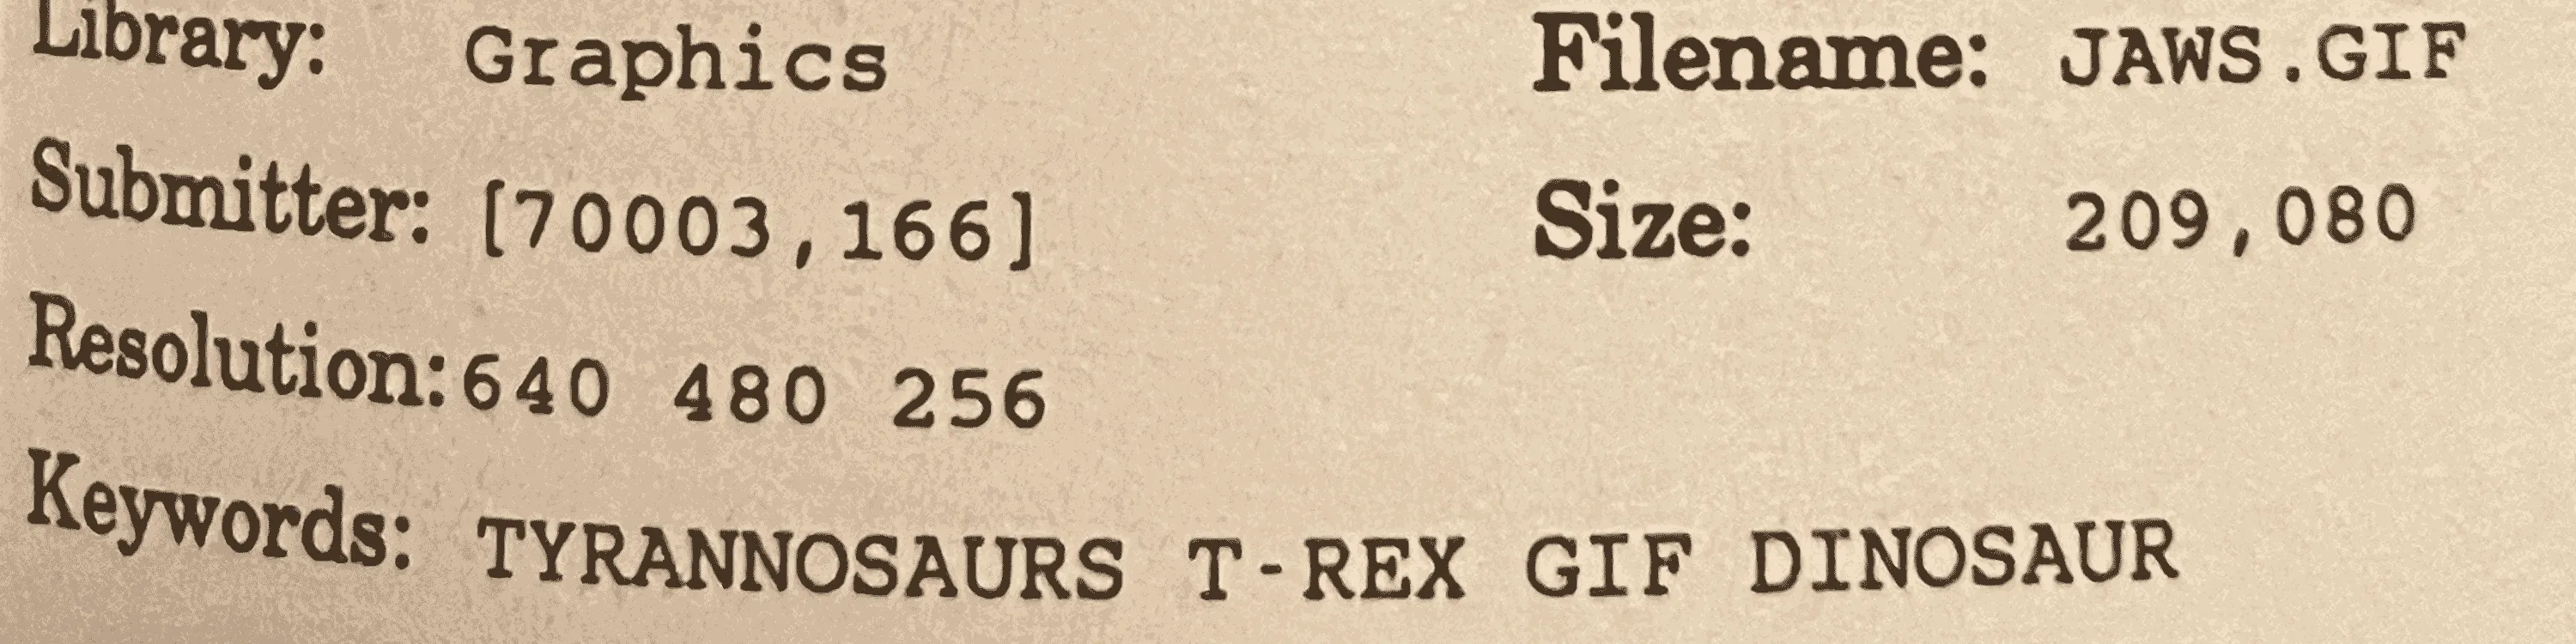 Library: Graphics Filename: JAWS.GIF
Submitter: [70003,166] Size: 209,080
Resolution: 640 480 256
Keywords: TYRANNOSAURS T-REX GIF DINOSAUR